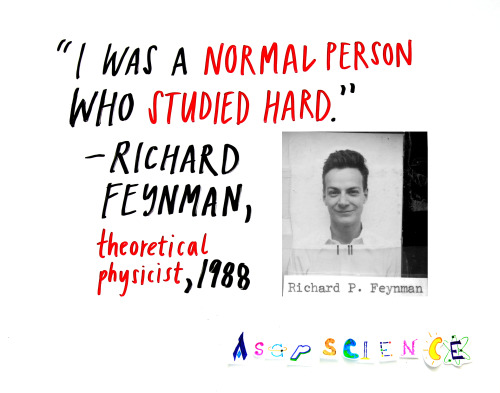 “I WAS A NORMAL PERSON
WHO STUDIED HARD.”
–RICHARD
FEYNMAN,
theoretical
physicist, 1988
Richard P. Feynman
ASAP SCIENCE